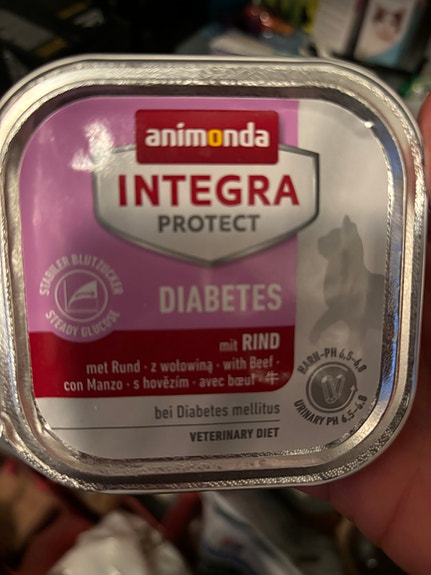 animonda
INTEGRA
PROTECT
STABILER BLUTZUCKER
STEADY GLUCOSE
DIABETES
mit RIND
met Rund · z wołowiną · with Beef ·
con Manzo · s hovězím · avec bœuf · 牛
HARN-PH 6,5-6,8
URINARY PH 6.5-6.8
bei Diabetes mellitus
VETERINARY DIET